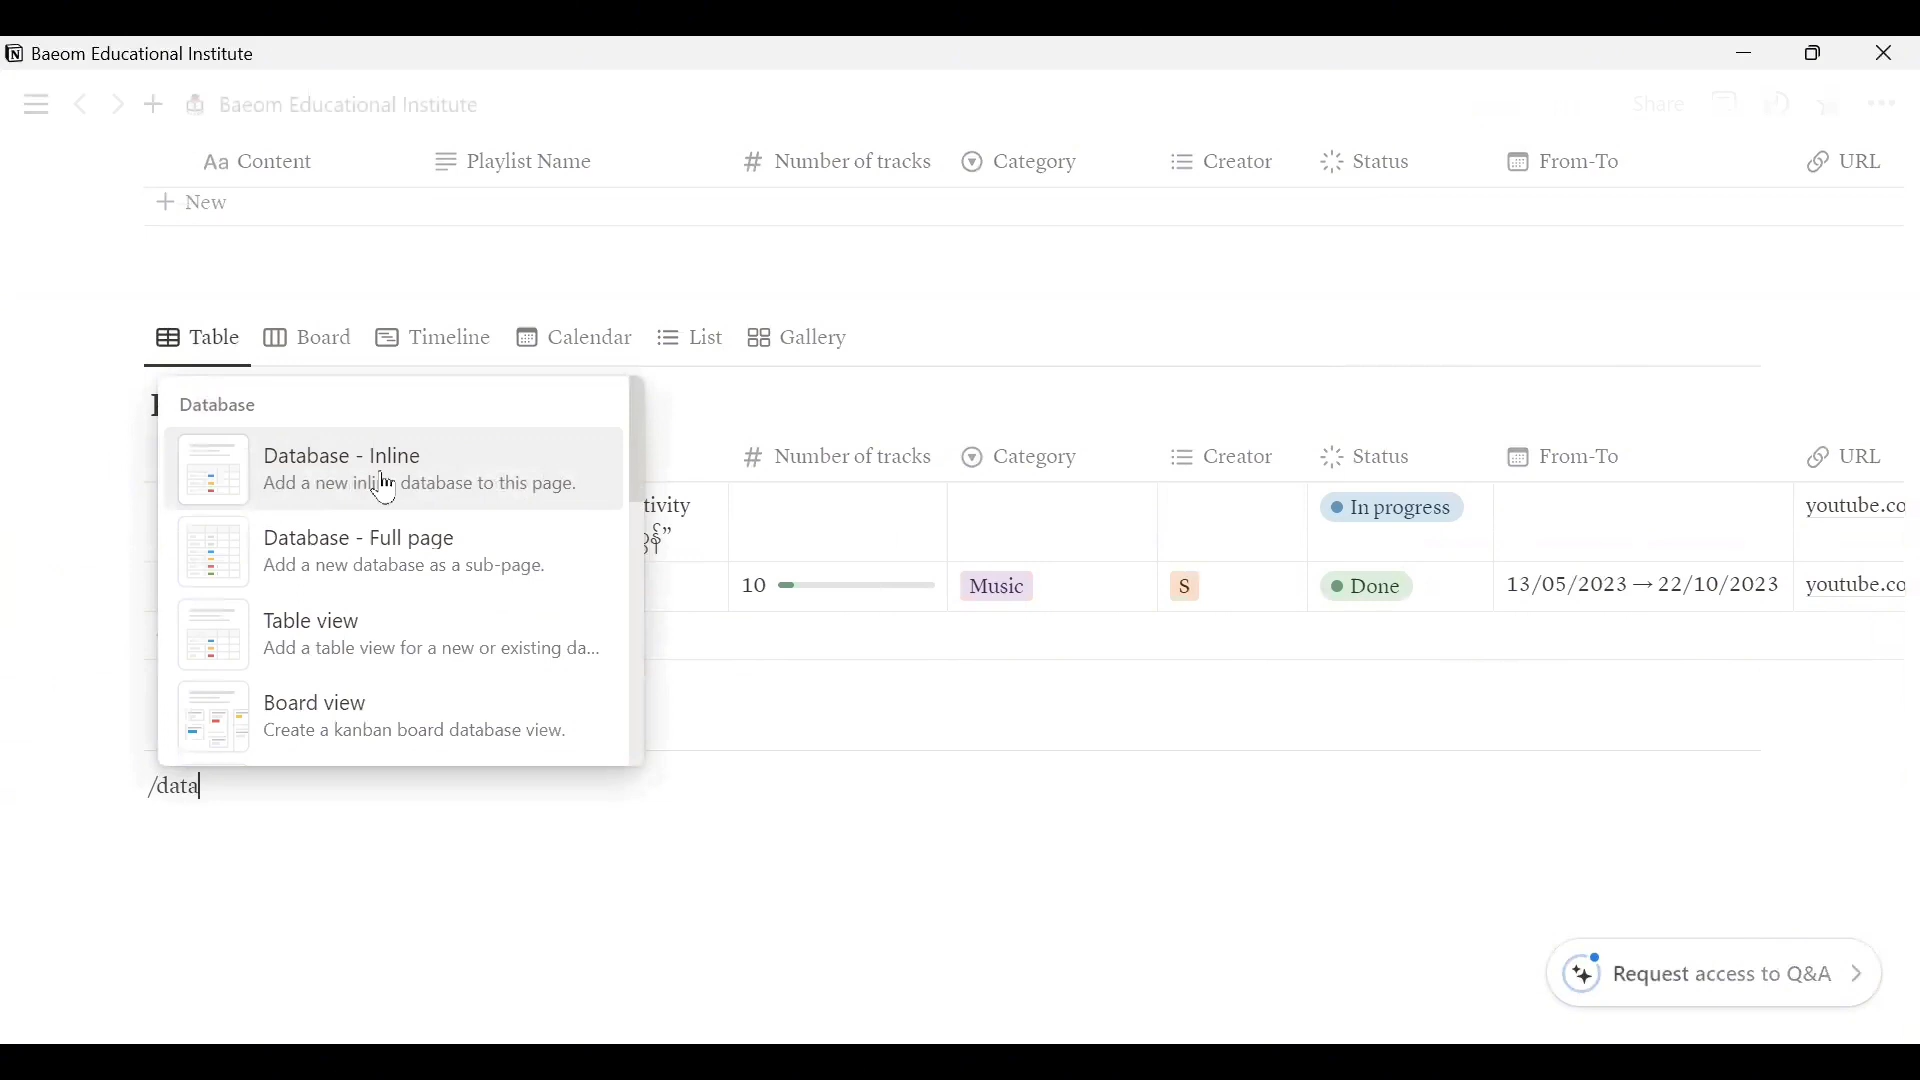 Baeom Educational Institute
Baeom Educational Institute Share
Aa Content Playlist Name # Number of tracks Category Creator Status From-To URL
+ New
Table Board Timeline Calendar List Gallery
Database
Database - Inline
Add a new inline database to this page.
# Number of tracks Category Creator Status From-To URL
tivity In progress youtube.co
Database - Full page
Add a new database as a sub-page.
10 Music S Done 13/05/2023 → 22/10/2023 youtube.co
Table view
Add a table view for a new or existing da...
Board view
Create a kanban board database view.
/data
Request access to Q&A